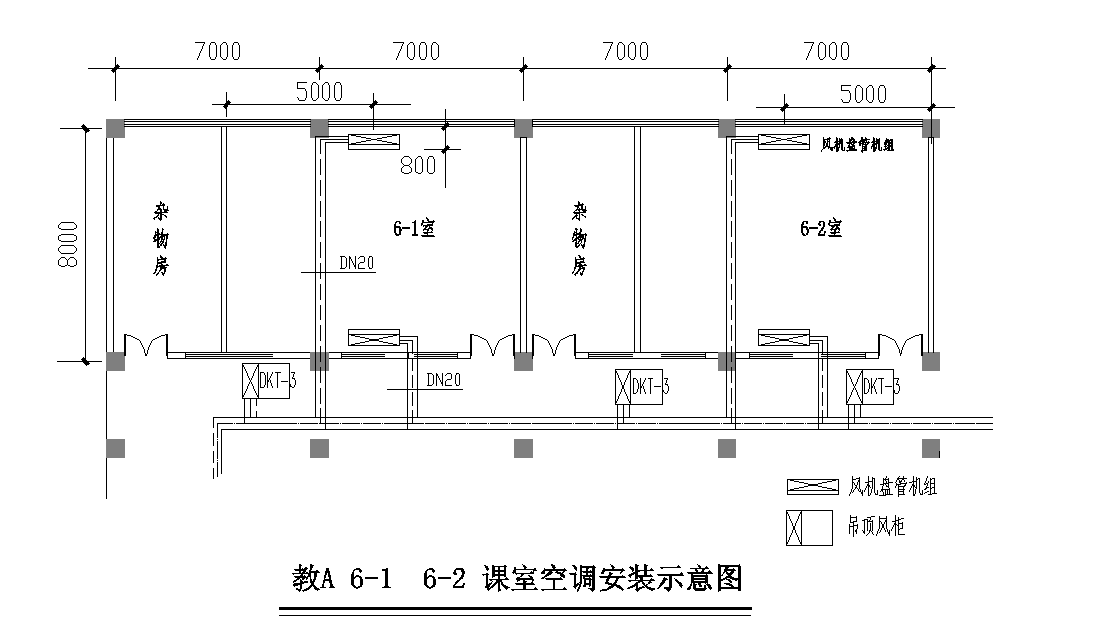 7000 7000 7000 7000
5000 5000
风机盘管机组
800
杂物房
6-1室
杂物房
6-2室
8000
DN20
DN20
DKT-3 DKT-3 DKT-3
风机盘管机组
吊顶风柜
教A 6-1 6-2 课室空调安装示意图